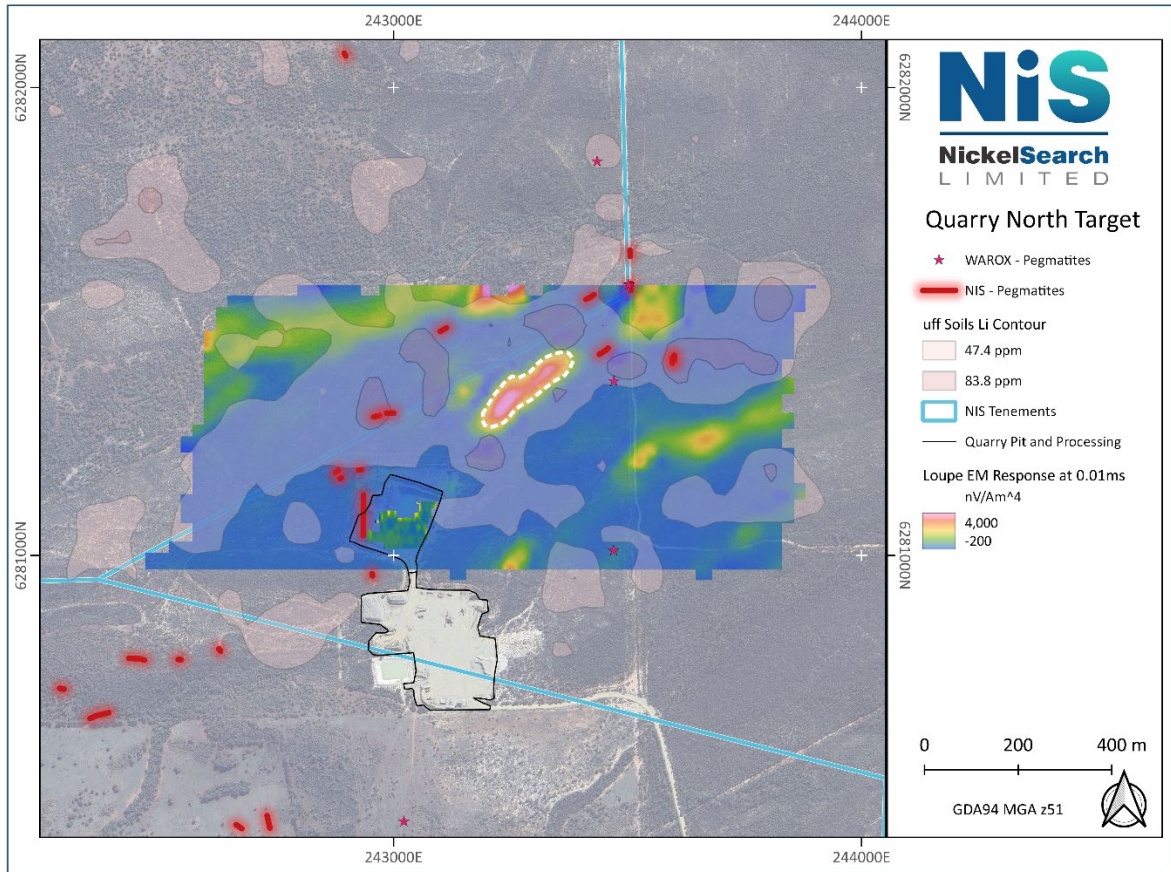 243000E
244000E
6282000N
6282000N
6281000N
6281000N
243000E
244000E
NiS
NickelSearch
LIMITED
Quarry North Target
WAROX - Pegmatites
NIS - Pegmatites
uff Soils Li Contour
47.4 ppm
83.8 ppm
NIS Tenements
Quarry Pit and Processing
Loupe EM Response at 0.01ms
nV/Am^4
4,000
-200
0 200 400 m
GDA94 MGA z51